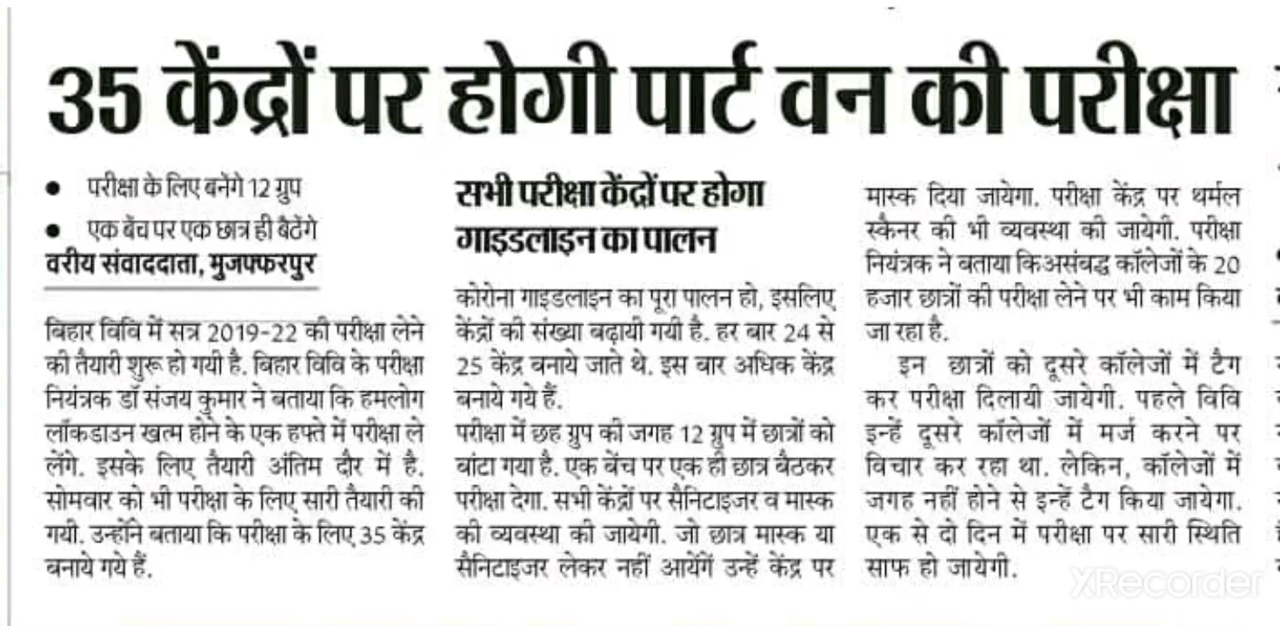 35 केंद्रों पर होगी पार्ट वन की परीक्षा
● परीक्षा के लिए बनेंगे 12 ग्रुप
● एक बेंच पर एक छात्र ही बैठेंगे
वरीय संवाददाता, मुजफ्फरपुर
बिहार विवि में सत्र 2019-22 की परीक्षा लेने
की तैयारी शुरू हो गयी है. बिहार विवि के परीक्षा
नियंत्रक डॉ संजय कुमार ने बताया कि हमलोग
लॉकडाउन खत्म होने के एक हफ्ते में परीक्षा ले
लेंगे. इसके लिए तैयारी अंतिम दौर में है.
सोमवार को भी परीक्षा के लिए सारी तैयारी की
गयी. उन्होंने बताया कि परीक्षा के लिए 35 केंद्र
बनाये गये हैं.
सभी परीक्षा केंद्रों पर होगा
गाइडलाइन का पालन
कोरोना गाइडलाइन का पूरा पालन हो, इसलिए
केंद्रों की संख्या बढ़ायी गयी है. हर बार 24 से
25 केंद्र बनाये जाते थे. इस बार अधिक केंद्र
बनाये गये हैं.
परीक्षा में छह ग्रुप की जगह 12 ग्रुप में छात्रों को
बांटा गया है. एक बेंच पर एक ही छात्र बैठकर
परीक्षा देगा. सभी केंद्रों पर सैनिटाइजर व मास्क
की व्यवस्था की जायेगी. जो छात्र मास्क या
सैनिटाइजर लेकर नहीं आयेंगें उन्हें केंद्र पर
मास्क दिया जायेगा. परीक्षा केंद्र पर थर्मल
स्कैनर की भी व्यवस्था की जायेगी. परीक्षा
नियंत्रक ने बताया किअसंबद्ध कॉलेजों के 20
हजार छात्रों की परीक्षा लेने पर भी काम किया
जा रहा है.
इन छात्रों को दूसरे कॉलेजों में टैग
कर परीक्षा दिलायी जायेगी. पहले विवि
इन्हें दूसरे कॉलेजों में मर्ज करने पर
विचार कर रहा था. लेकिन, कॉलेजों में
जगह नहीं होने से इन्हें टैग किया जायेगा.
एक से दो दिन में परीक्षा पर सारी स्थिति
साफ हो जायेगी.
XRecorder